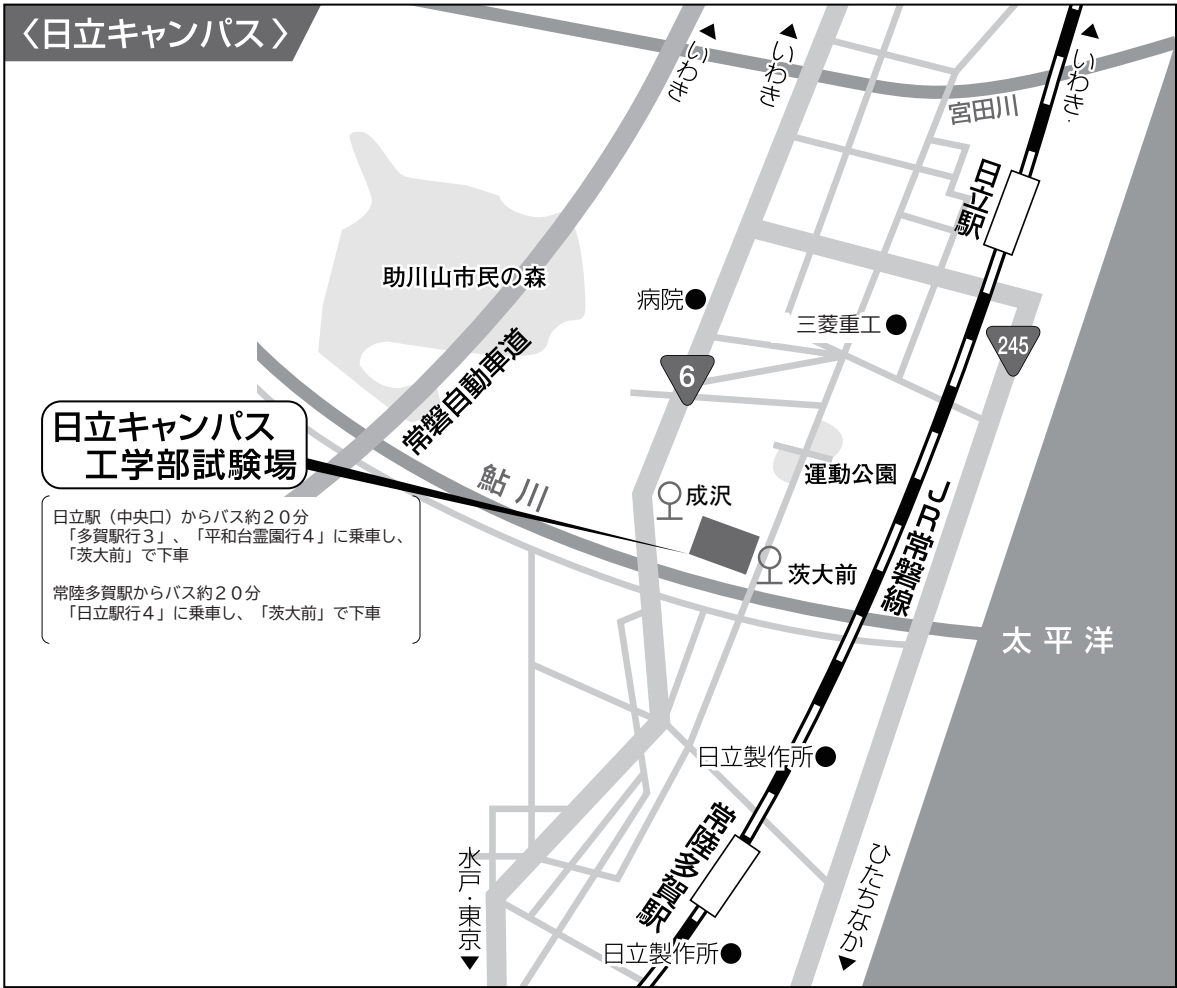 〈日立キャンパス〉
いわき
いわき
いわき
宮田川
日立駅
助川山市民の森
病院
三菱重工
245
6
常磐自動車道
日立キャンパス
工学部試験場
鮎川
成沢
運動公園
JR常磐線
日立駅（中央口）からバス約２０分
「多賀駅行３」、「平和台霊園行４」に乗車し、
「茨大前」で下車
常陸多賀駅からバス約２０分
「日立駅行４」に乗車し、「茨大前」で下車
茨大前
太平洋
日立製作所
常陸多賀駅
水戸・東京
ひたちなか
日立製作所